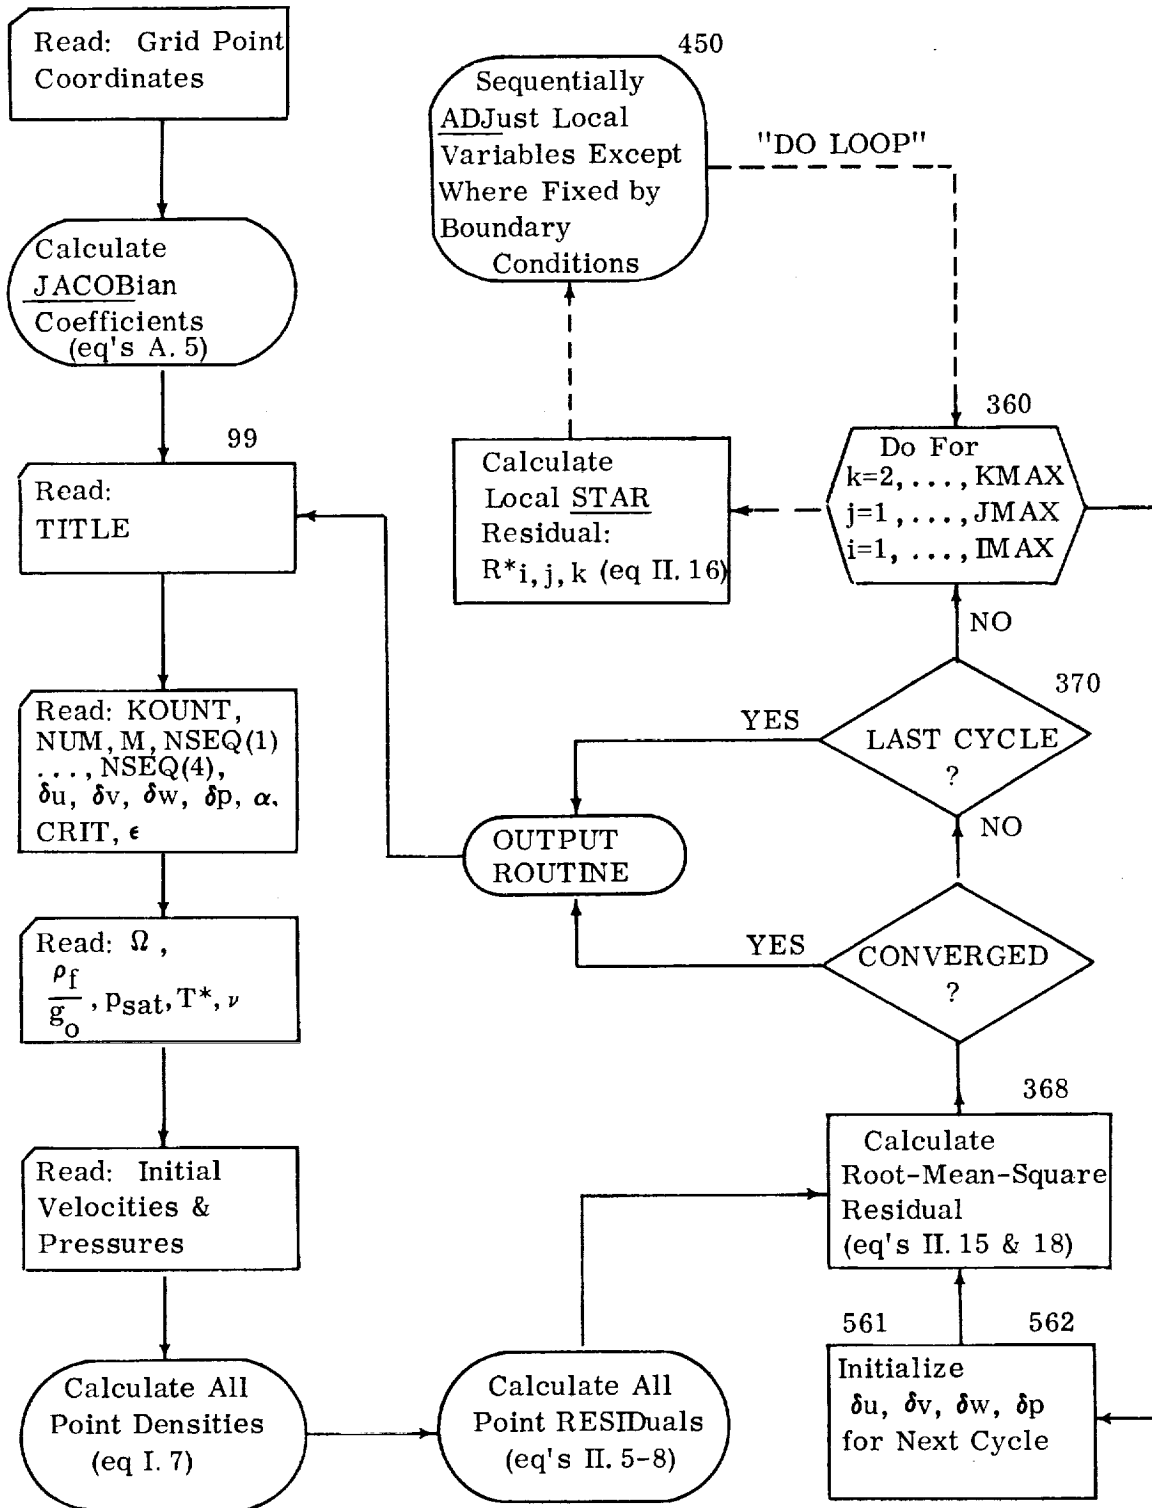 Read: Grid Point
Coordinates
Calculate
JACOBian
Coefficients
(eq's A. 5)
99
Read:
TITLE
Read: KOUNT,
NUM, M, NSEQ(1)
..., NSEQ(4),
δu, δv, δw, δp, α,
CRIT, ϵ
Read: Ω ,
ρf
go , psat, T*, ν
Read: Initial
Velocities &
Pressures
Calculate All
Point Densities
(eq I. 7)
Calculate All
Point RESIDuals
(eq's II. 5-8)
450
Sequentially
ADJust Local
Variables Except
Where Fixed by
Boundary
Conditions
"DO LOOP"
Calculate
Local STAR
Residual:
R*i, j, k (eq II. 16)
360
Do For
k=2, ..., KMAX
j=1, ..., JMAX
i=1, ..., IMAX
NO
370
YES
LAST CYCLE
?
NO
OUTPUT
ROUTINE
YES
CONVERGED
?
368
Calculate
Root-Mean-Square
Residual
(eq's II. 15 & 18)
561
562
Initialize
δu, δv, δw, δp
for Next Cycle